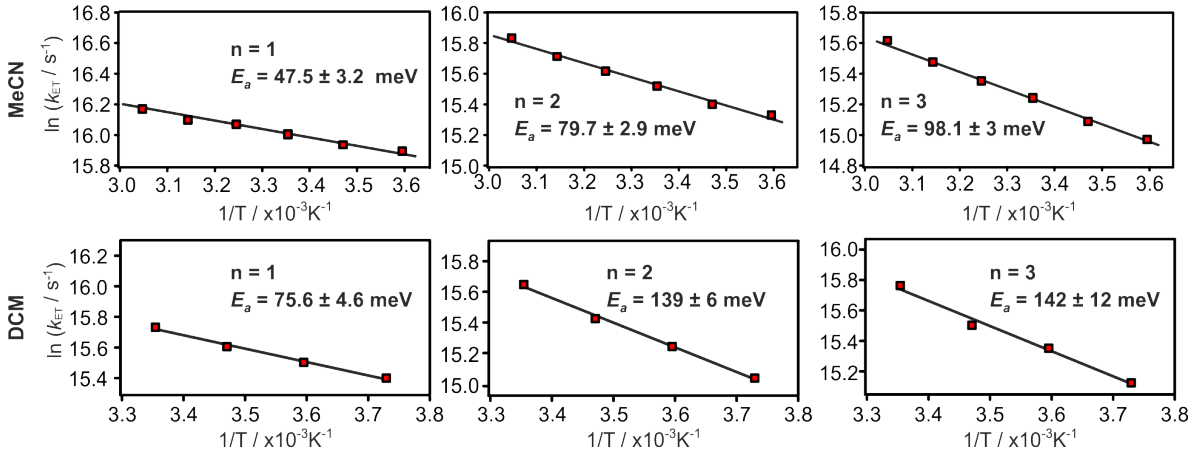 MeCN
ln (kET / s-1)
16.8
16.6
16.4
16.2
16.0
15.8
n = 1
Ea = 47.5 ± 3.2 meV
3.0 3.1 3.2 3.3 3.4 3.5 3.6
1/T / x10-3K-1
16.0
15.8
15.6
15.4
15.2
15.0
n = 2
Ea = 79.7 ± 2.9 meV
3.0 3.1 3.2 3.3 3.4 3.5 3.6
1/T / x10-3K-1
15.8
15.6
15.4
15.2
15.0
14.8
n = 3
Ea = 98.1 ± 3 meV
3.0 3.1 3.2 3.3 3.4 3.5 3.6
1/T / x10-3K-1
DCM
ln (kET / s-1)
16.2
16.0
15.8
15.6
15.4
n = 1
Ea = 75.6 ± 4.6 meV
3.3 3.4 3.5 3.6 3.7 3.8
1/T / x10-3K-1
15.8
15.6
15.4
15.2
15.0
n = 2
Ea = 139 ± 6 meV
3.3 3.4 3.5 3.6 3.7 3.8
1/T / x10-3K-1
16.0
15.8
15.6
15.4
15.2
n = 3
Ea = 142 ± 12 meV
3.3 3.4 3.5 3.6 3.7 3.8
1/T / x10-3K-1